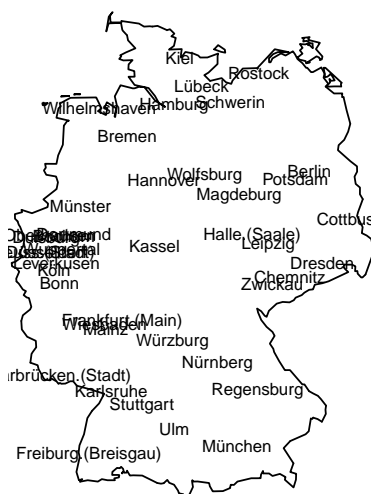 Kiel
Rostock
Lübeck
Schwerin
Hamburg
Wilhelmshaven
Bremen
Wolfsburg
Berlin
Hannover
Potsdam
Magdeburg
Münster
Cottbus
Dortmund
Halle.(Saale)
Leipzig
Kassel
Leverkusen
Dresden
Köln
Chemnitz
Bonn
Zwickau
Frankfurt.(Main)
Wiesbaden
Mainz
Würzburg
Nürnberg
arbrücken.(Stadt)
Karlsruhe
Regensburg
Stuttgart
Ulm
München
Freiburg.(Breisgau)